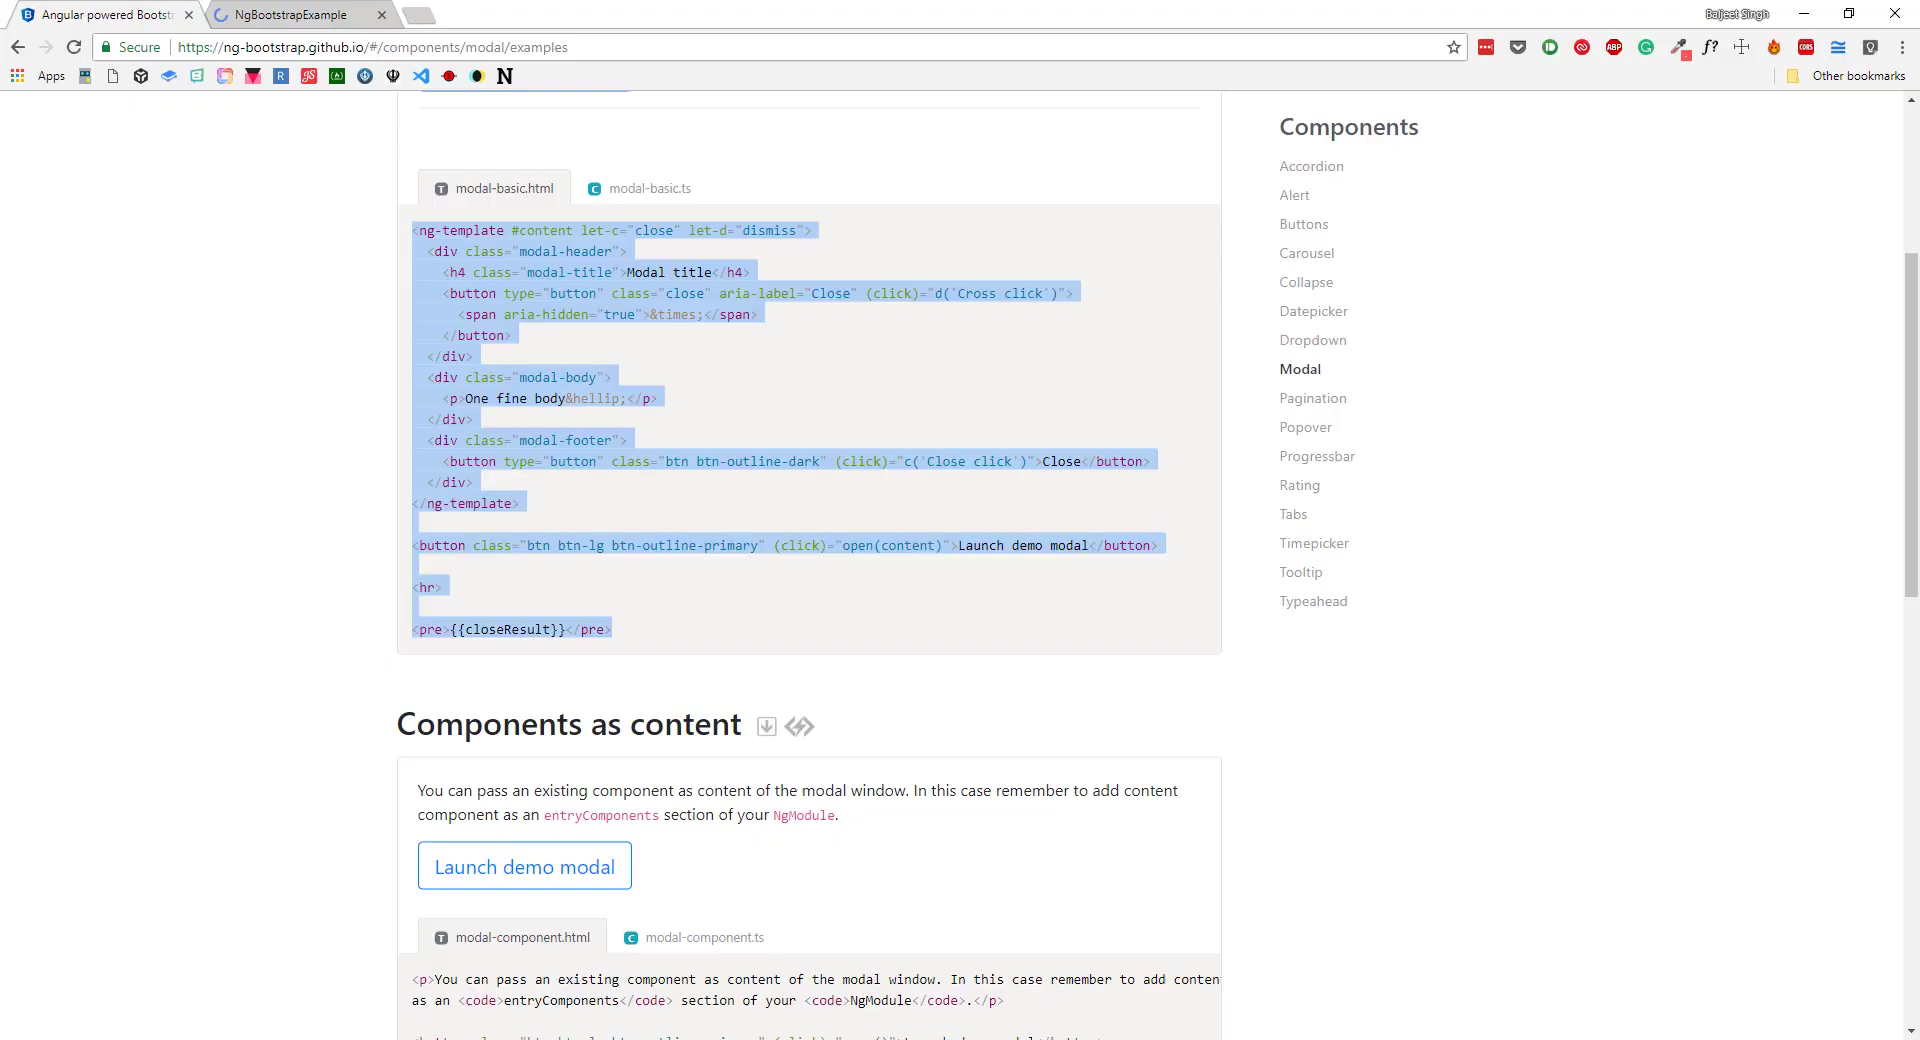 Angular powered Bootst
NgBootstrapExample
Baljeet Singh
Secure
https://ng-bootstrap.github.io/#/components/modal/examples
ABP
f?
CORS
Apps
R
JS
N
Other bookmarks
T modal-basic.html
C modal-basic.ts
<ng-template #content let-c="close" let-d="dismiss">
<div class="modal-header">
<h4 class="modal-title">Modal title</h4>
<button type="button" class="close" aria-label="Close" (click)="d('Cross click')">
<span aria-hidden="true">&times;</span>
</button>
</div>
<div class="modal-body">
<p>One fine body&hellip;</p>
</div>
<div class="modal-footer">
<button type="button" class="btn btn-outline-dark" (click)="c('Close click')">Close</button>
</div>
</ng-template>
<button class="btn btn-lg btn-outline-primary" (click)="open(content)">Launch demo modal</button>
<hr>
<pre>{{closeResult}}</pre>
Components as content
You can pass an existing component as content of the modal window. In this case remember to add content
component as an entryComponents section of your NgModule.
Launch demo modal
T modal-component.html
C modal-component.ts
<p>You can pass an existing component as content of the modal window. In this case remember to add conten
as an <code>entryComponents</code> section of your <code>NgModule</code>.</p>
Components
Accordion
Alert
Buttons
Carousel
Collapse
Datepicker
Dropdown
Modal
Pagination
Popover
Progressbar
Rating
Tabs
Timepicker
Tooltip
Typeahead